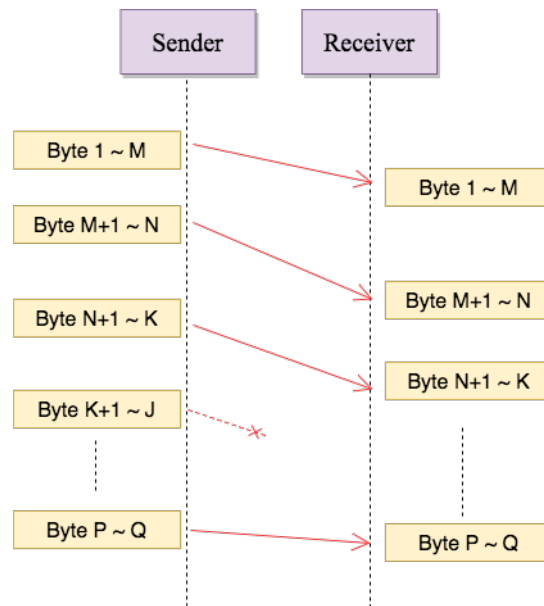 Sender
Receiver
Byte 1 ~ M
Byte 1 ~ M
Byte M+1 ~ N
Byte M+1 ~ N
Byte N+1 ~ K
Byte N+1 ~ K
Byte K+1 ~ J
Byte P ~ Q
Byte P ~ Q